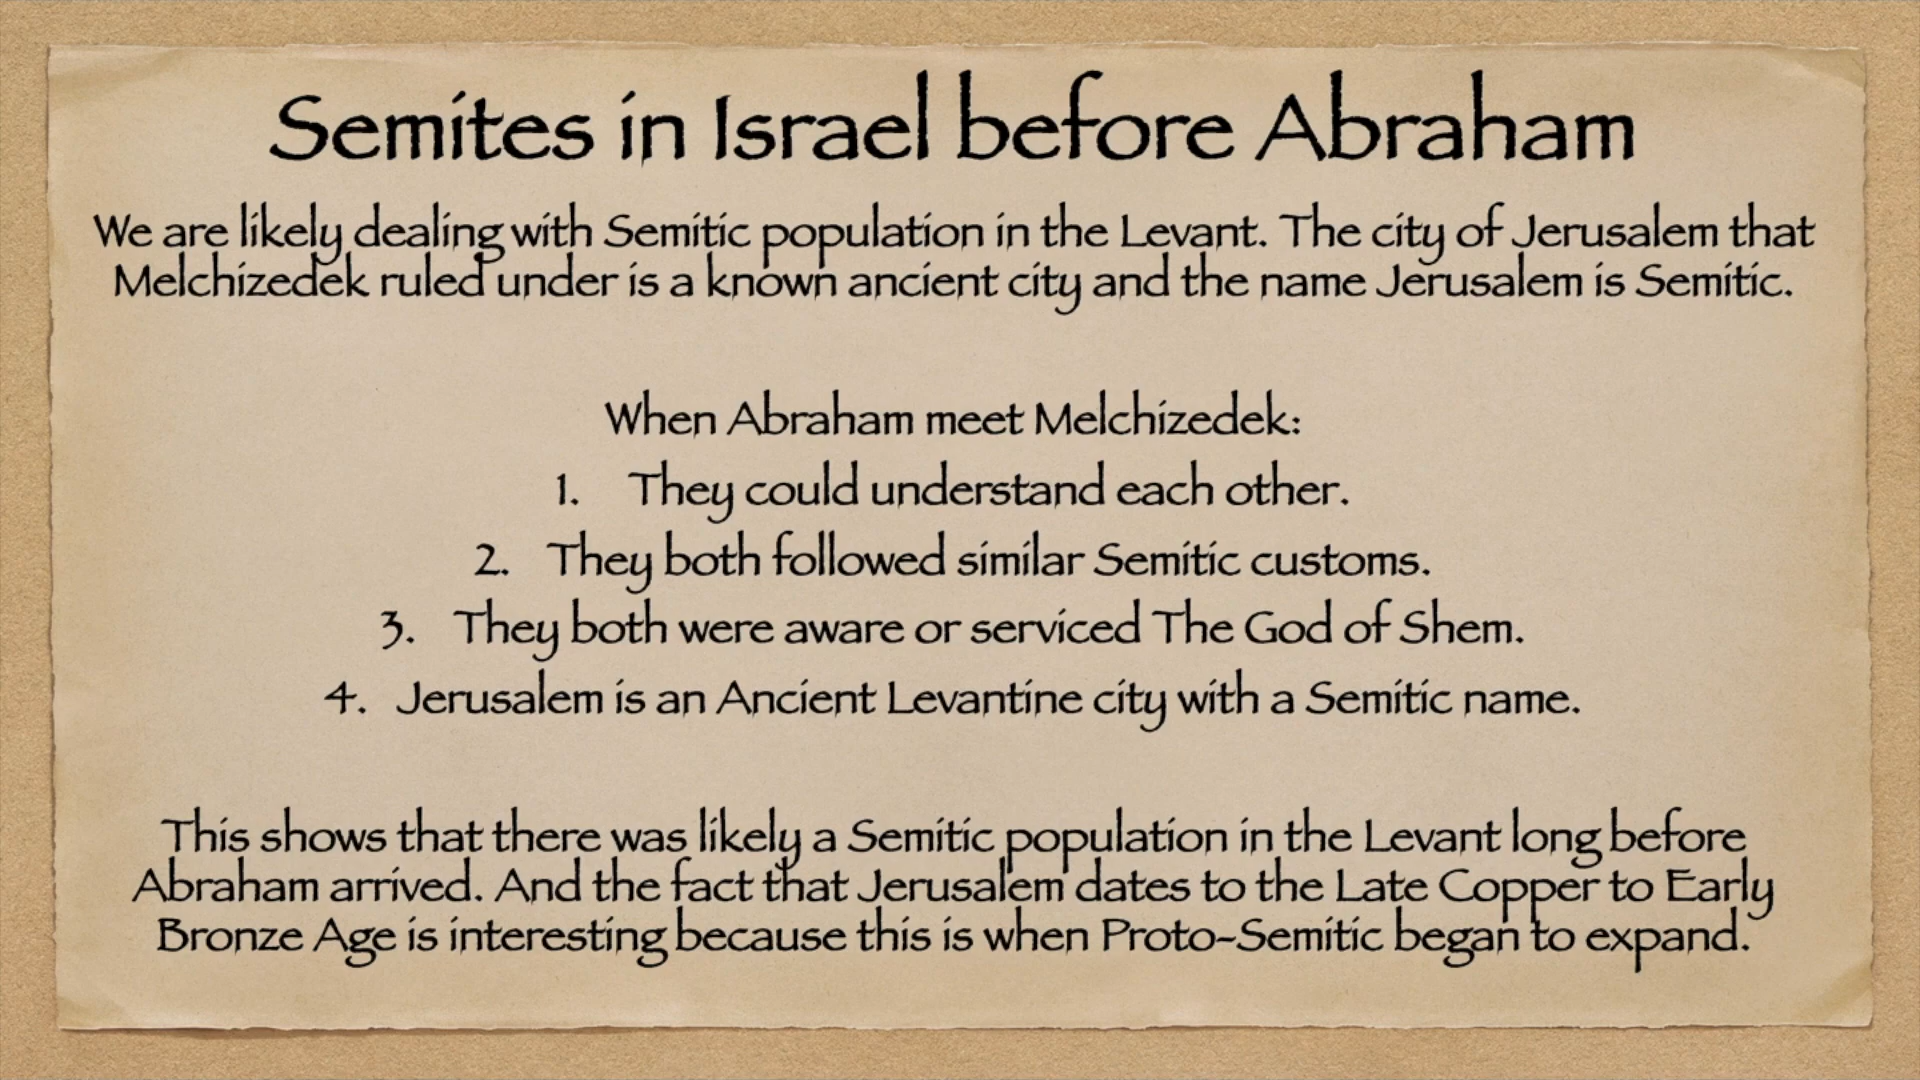 Semites in Israel before Abraham
We are likely dealing with Semitic population in the Levant. The city of Jerusalem that
Melchizedek ruled under is a known ancient city and the name Jerusalem is Semitic.
When Abraham meet Melchizedek:
1. They could understand each other.
2. They both followed similar Semitic customs.
3. They both were aware or serviced The God of Shem.
4. Jerusalem is an Ancient Levantine city with a Semitic name.
This shows that there was likely a Semitic population in the Levant long before
Abraham arrived. And the fact that Jerusalem dates to the Late Copper to Early
Bronze Age is interesting because this is when Proto-Semitic began to expand.